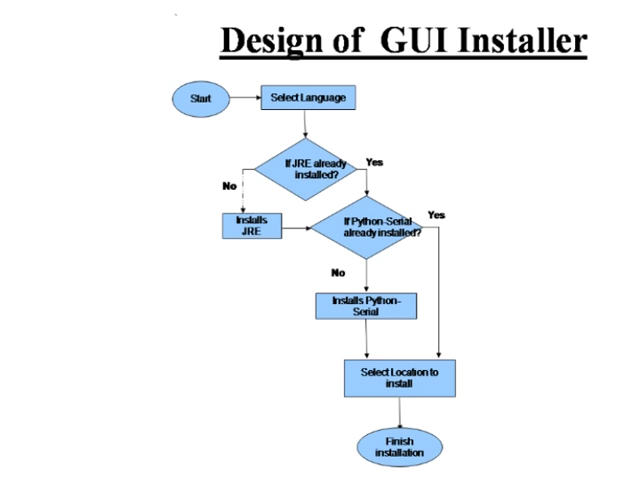 Design of GUI Installer
Start
Select Language
If JRE already
installed?
Yes
No
Installs
JRE
If Python-Serial
already installed?
Yes
No
Installs Python-
Serial
Select Location to
install
Finish
installation